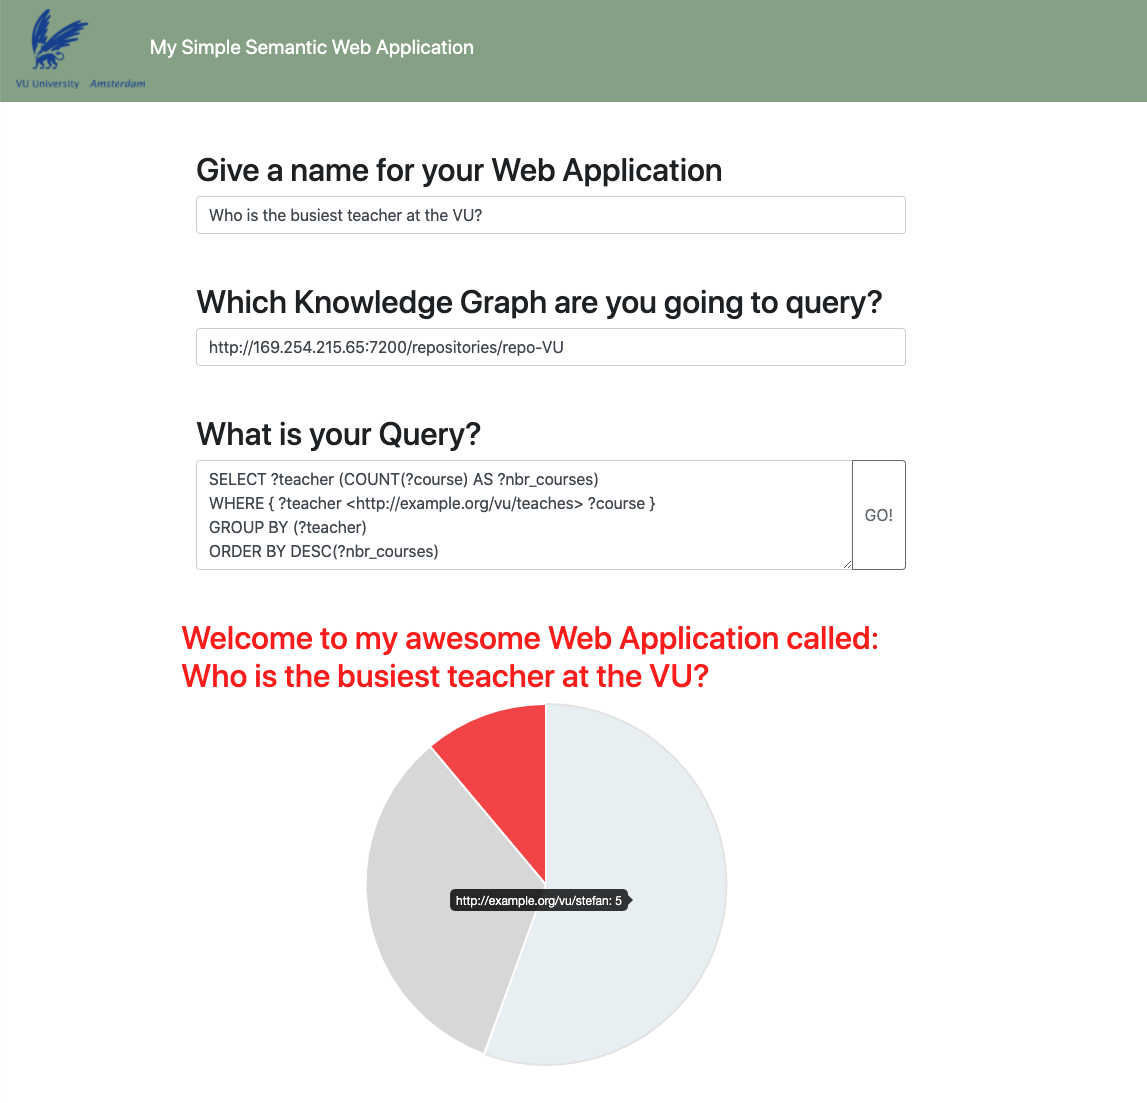 VU University Amsterdam
My Simple Semantic Web Application
Give a name for your Web Application
Who is the busiest teacher at the VU?
Which Knowledge Graph are you going to query?
http://169.254.215.65:7200/repositories/repo-VU
What is your Query?
SELECT ?teacher (COUNT(?course) AS ?nbr_courses)
WHERE { ?teacher <http://example.org/vu/teaches> ?course }
GROUP BY (?teacher)
ORDER BY DESC(?nbr_courses)
GO!
Welcome to my awesome Web Application called:
Who is the busiest teacher at the VU?
http://example.org/vu/stefan: 5